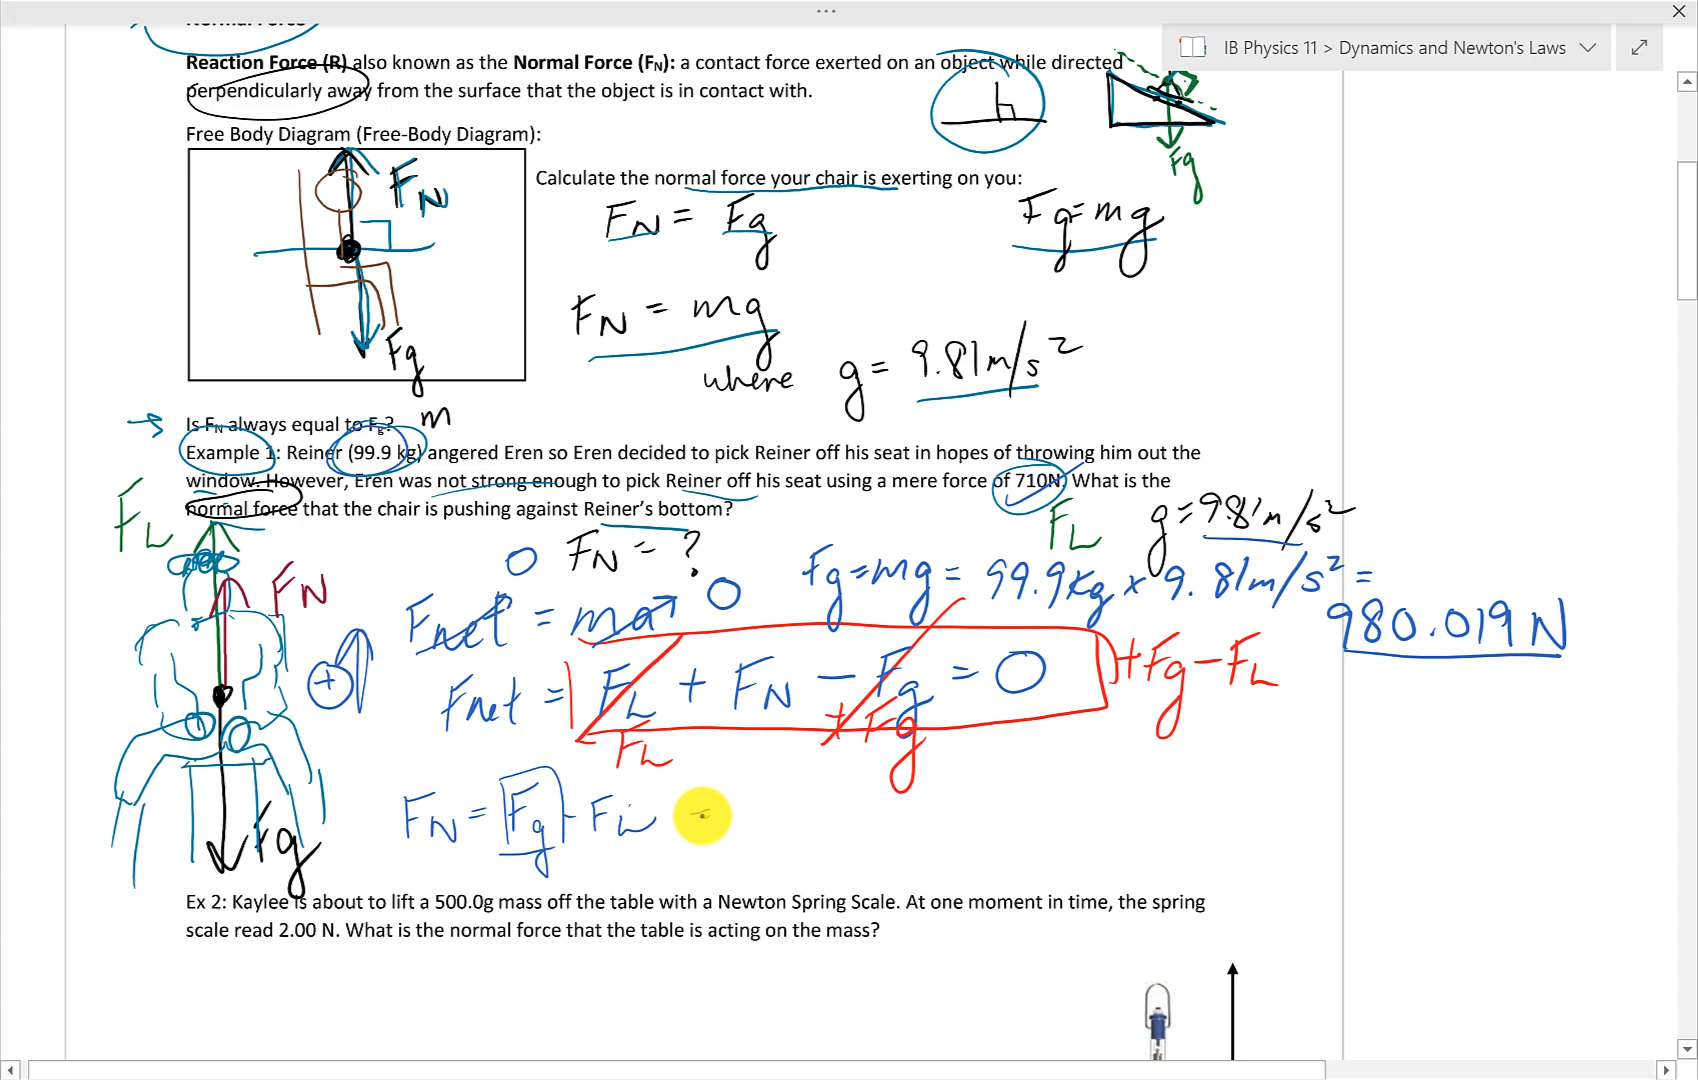 IB Physics 11 > Dynamics and Newton's Laws
Normal Force
Reaction Force (R) also known as the Normal Force (FN): a contact force exerted on an object while directed
perpendicularly away from the surface that the object is in contact with.
Fg
Free Body Diagram (Free-Body Diagram):
FN
Fg
Calculate the normal force your chair is exerting on you:
FN = Fg
Fg = mg
FN = mg
where g = 9.81 m/s²
Is FN always equal to Fg?
m
Example 1: Reiner (99.9 kg) angered Eren so Eren decided to pick Reiner off his seat in hopes of throwing him out the
window. However, Eren was not strong enough to pick Reiner off his seat using a mere force of 710N. What is the
normal force that the chair is pushing against Reiner's bottom?
FL
FN
Fg
+
FL
g = 9.81 m/s²
FN = ?
0
Fnet = ma 0
Fg = mg = 99.9 kg x 9.81 m/s² =
980.019 N
Fnet = FL + FN - Fg = 0
+ Fg - FL
- FL
+ Fg
FN = Fg - FL =
Ex 2: Kaylee is about to lift a 500.0g mass off the table with a Newton Spring Scale. At one moment in time, the spring
scale read 2.00 N. What is the normal force that the table is acting on the mass?